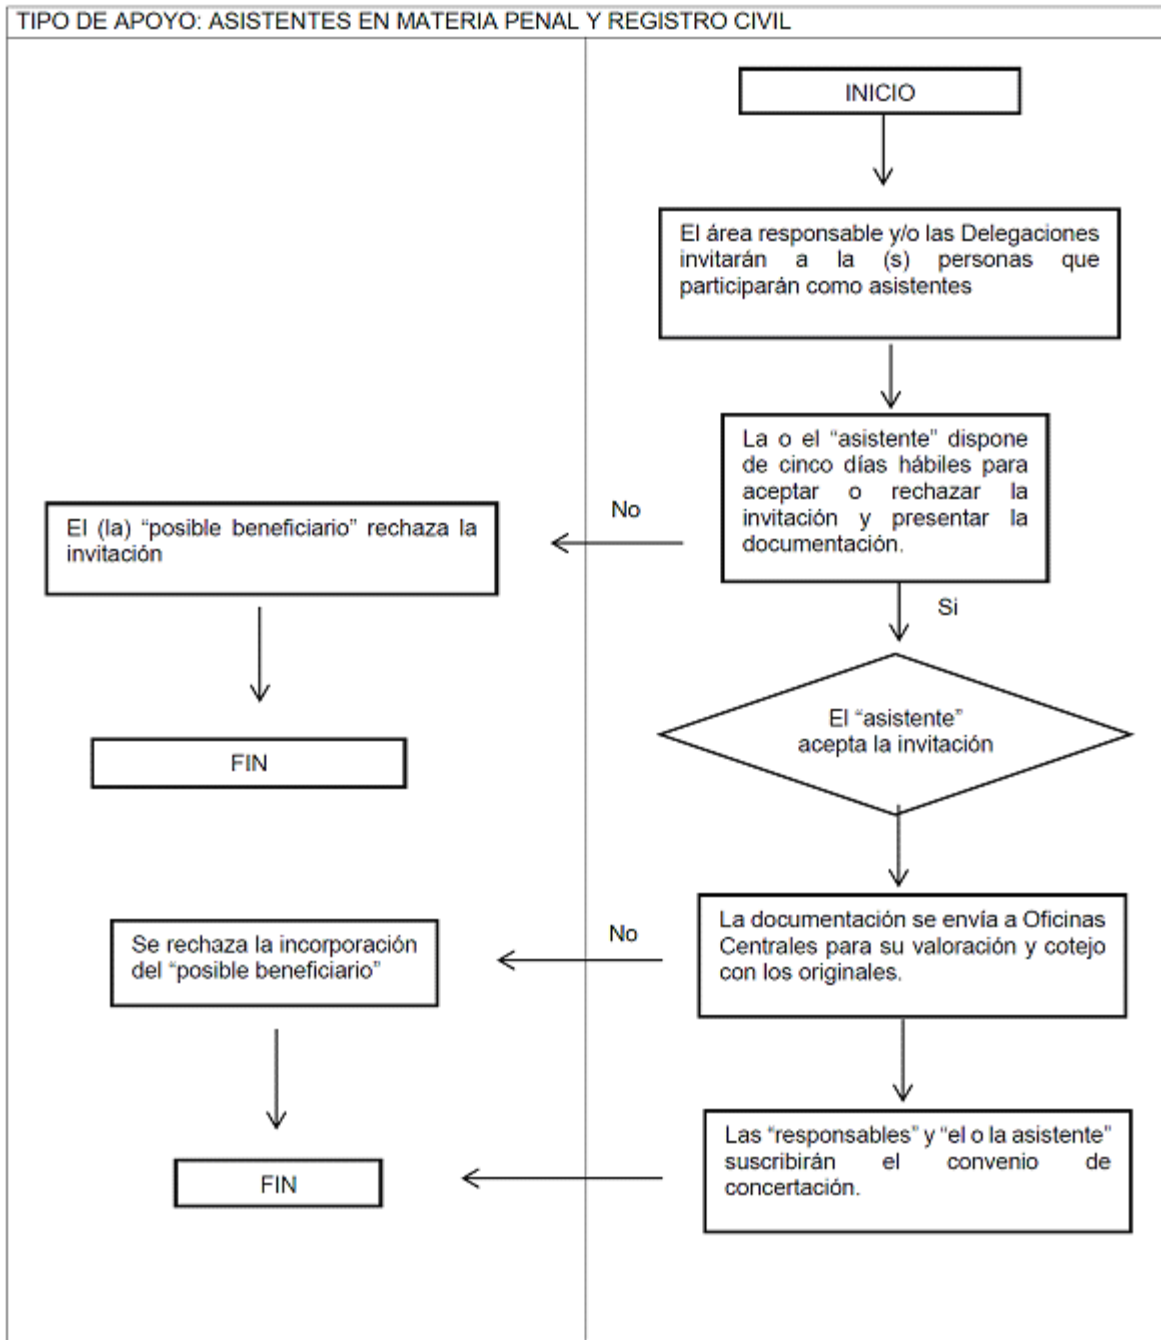 TIPO DE APOYO: ASISTENTES EN MATERIA PENAL Y REGISTRO CIVIL
INICIO
El área responsable y/o las Delegaciones
invitarán a la (s) personas que
participarán como asistentes
La o el “asistente” dispone
de cinco días hábiles para
aceptar o rechazar la
invitación y presentar la
documentación.
No
El (la) “posible beneficiario” rechaza la
invitación
FIN
Si
El “asistente”
acepta la invitación
La documentación se envía a Oficinas
Centrales para su valoración y cotejo
con los originales.
No
Se rechaza la incorporación
del “posible beneficiario”
Las “responsables” y “el o la asistente”
suscribirán el convenio de
concertación.
FIN